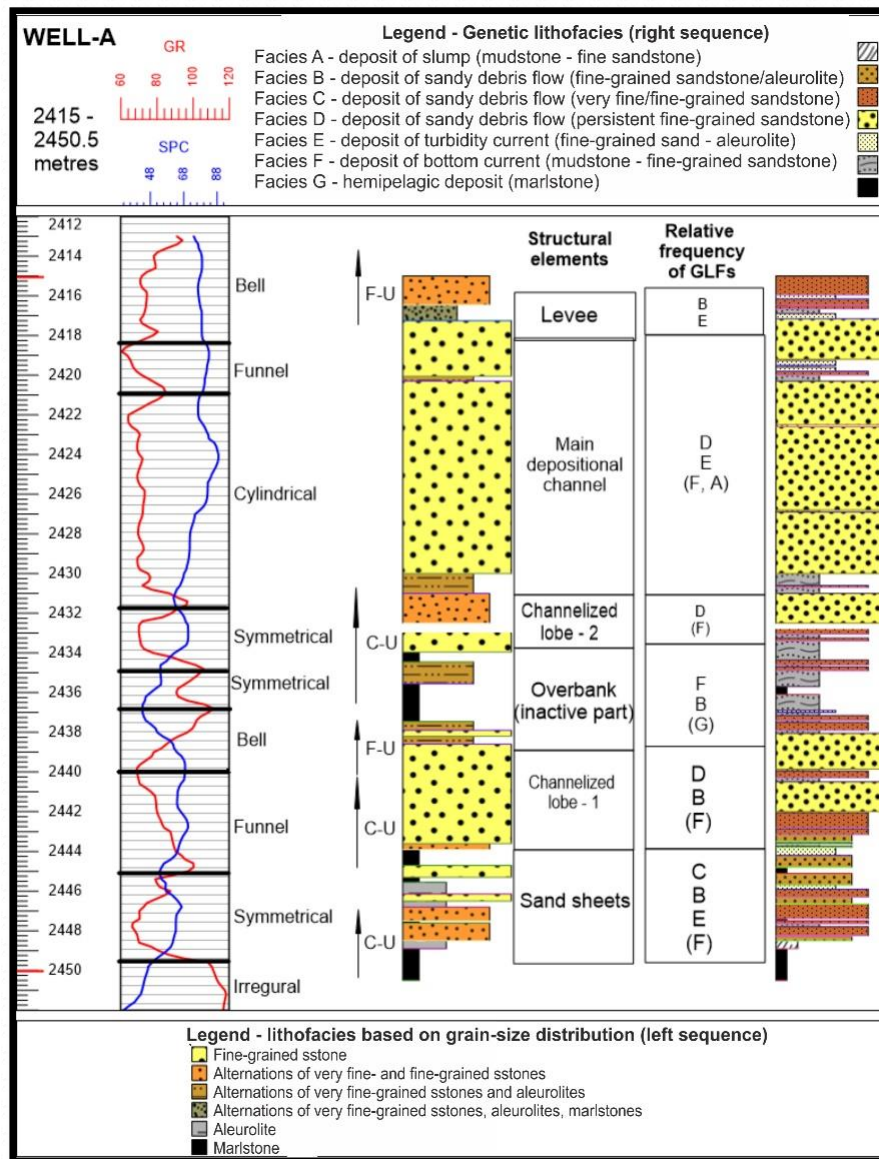 WELL-A
GR
60 80 100 120
2415 -
2450.5
metres
SPC
48 68 88
Legend - Genetic lithofacies (right sequence)
Facies A - deposit of slump (mudstone - fine sandstone)
Facies B - deposit of sandy debris flow (fine-grained sandstone/aleurolite)
Facies C - deposit of sandy debris flow (very fine/fine-grained sandstone)
Facies D - deposit of sandy debris flow (persistent fine-grained sandstone)
Facies E - deposit of turbidity current (fine-grained sand - aleurolite)
Facies F - deposit of bottom current (mudstone - fine-grained sandstone)
Facies G - hemipelagic deposit (marlstone)
2412
2414
2416
2418
2420
2422
2424
2426
2428
2430
2432
2434
2436
2438
2440
2442
2444
2446
2448
2450
Bell
Funnel
Cylindrical
Symmetrical
Symmetrical
Bell
Funnel
Symmetrical
Irregural
F-U
C-U
F-U
C-U
C-U
Structural
elements
Levee
Main
depositional
channel
Channelized
lobe - 2
Overbank
(inactive part)
Channelized
lobe - 1
Sand sheets
Relative
frequency
of GLFs
B
E
D
E
(F, A)
D
(F)
F
B
(G)
D
B
(F)
C
B
E
(F)
Legend - lithofacies based on grain-size distribution (left sequence)
Fine-grained sstone
Alternations of very fine- and fine-grained sstones
Alternations of very fine-grained sstones and aleurolites
Alternations of very fine-grained sstones, aleurolites, marlstones
Aleurolite
Marlstone